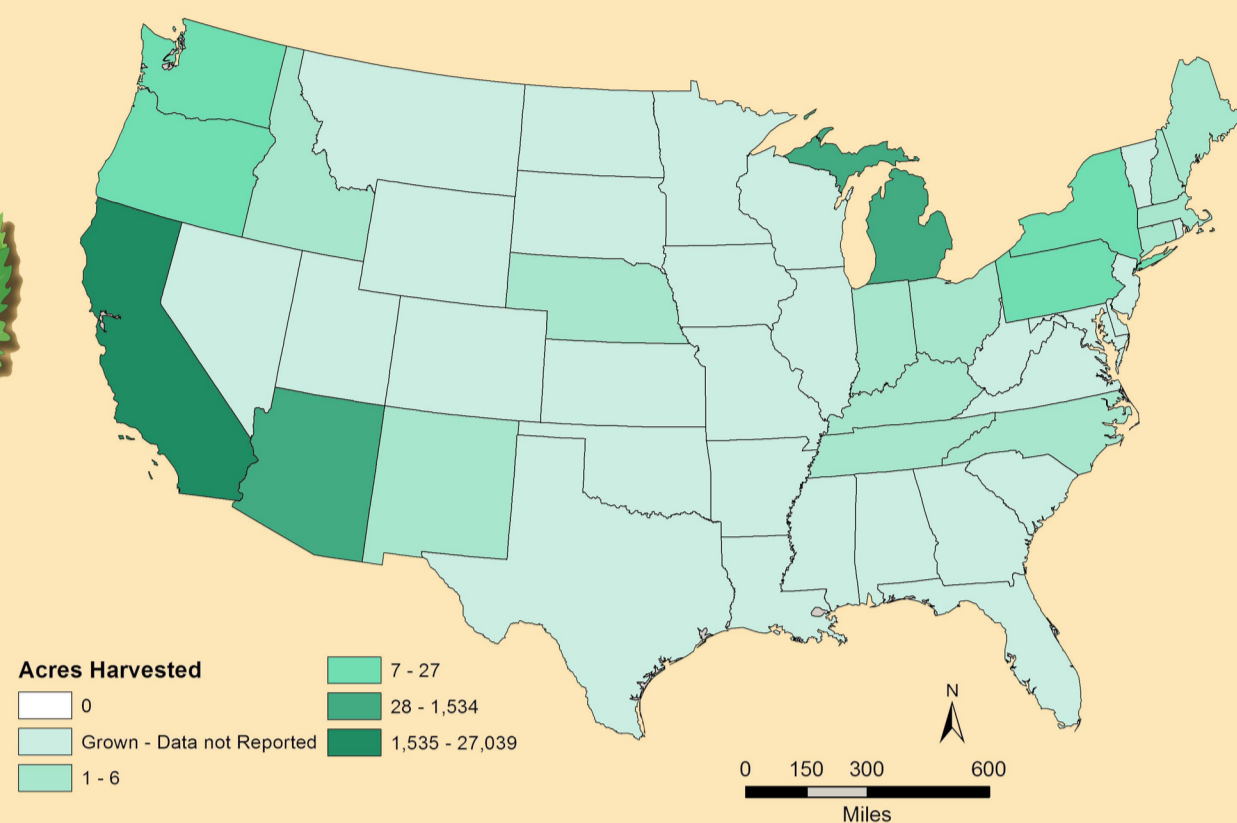 Acres Harvested
0
Grown - Data not Reported
1 - 6
7 - 27
28 - 1,534
1,535 - 27,039
N
0 150 300 600
Miles